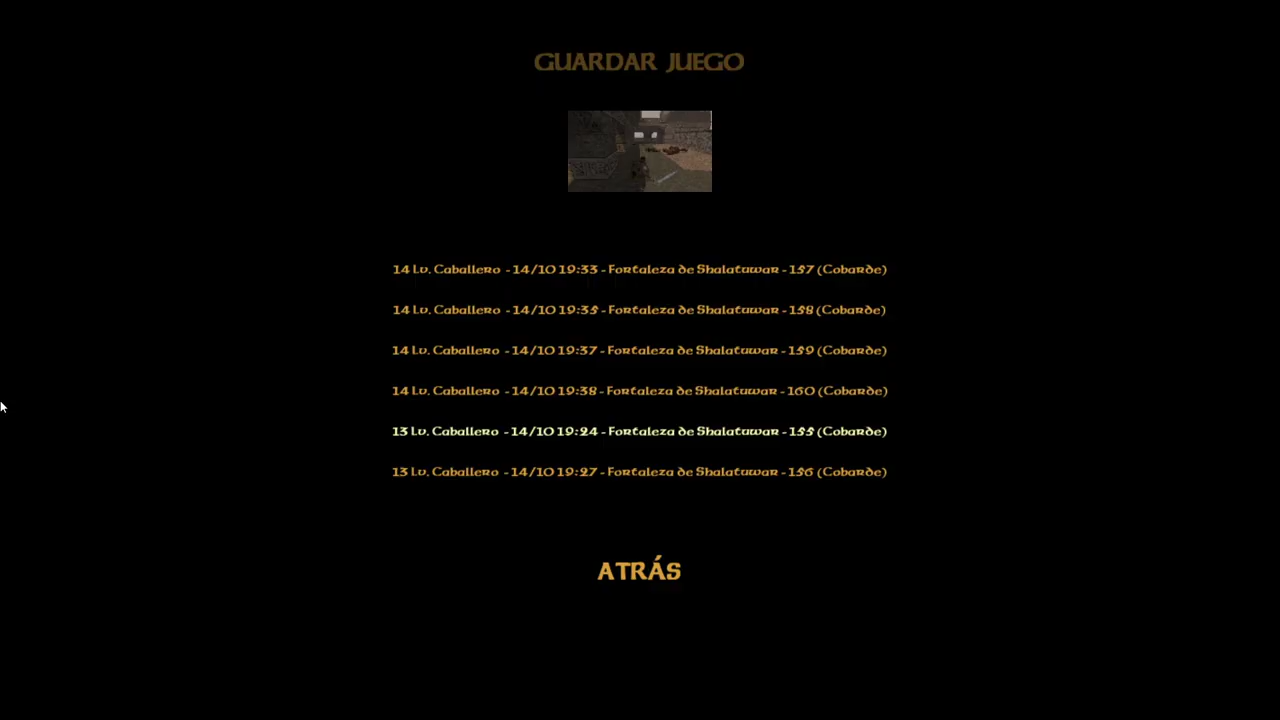 GUARDAR JUEGO
14 Lv. Caballero - 14/10 19:33 - Fortaleza de Shalatuwar - 157 (Cobarde)
14 Lv. Caballero - 14/10 19:35 - Fortaleza de Shalatuwar - 158 (Cobarde)
14 Lv. Caballero - 14/10 19:37 - Fortaleza de Shalatuwar - 159 (Cobarde)
14 Lv. Caballero - 14/10 19:38 - Fortaleza de Shalatuwar - 160 (Cobarde)
13 Lv. Caballero - 14/10 19:24 - Fortaleza de Shalatuwar - 155 (Cobarde)
13 Lv. Caballero - 14/10 19:27 - Fortaleza de Shalatuwar - 156 (Cobarde)
ATRÁS